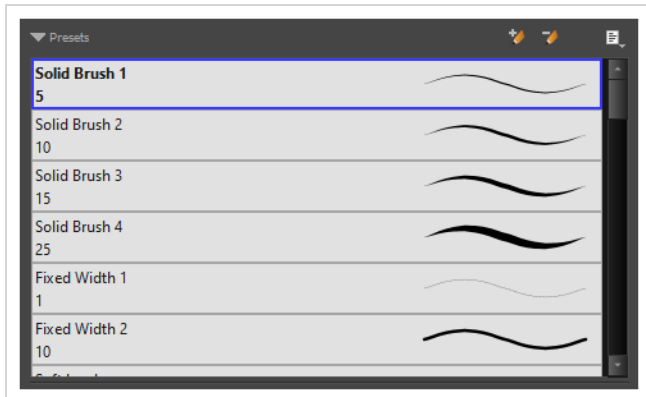 Presets
Solid Brush 1
5
Solid Brush 2
10
Solid Brush 3
15
Solid Brush 4
25
Fixed Width 1
1
Fixed Width 2
10